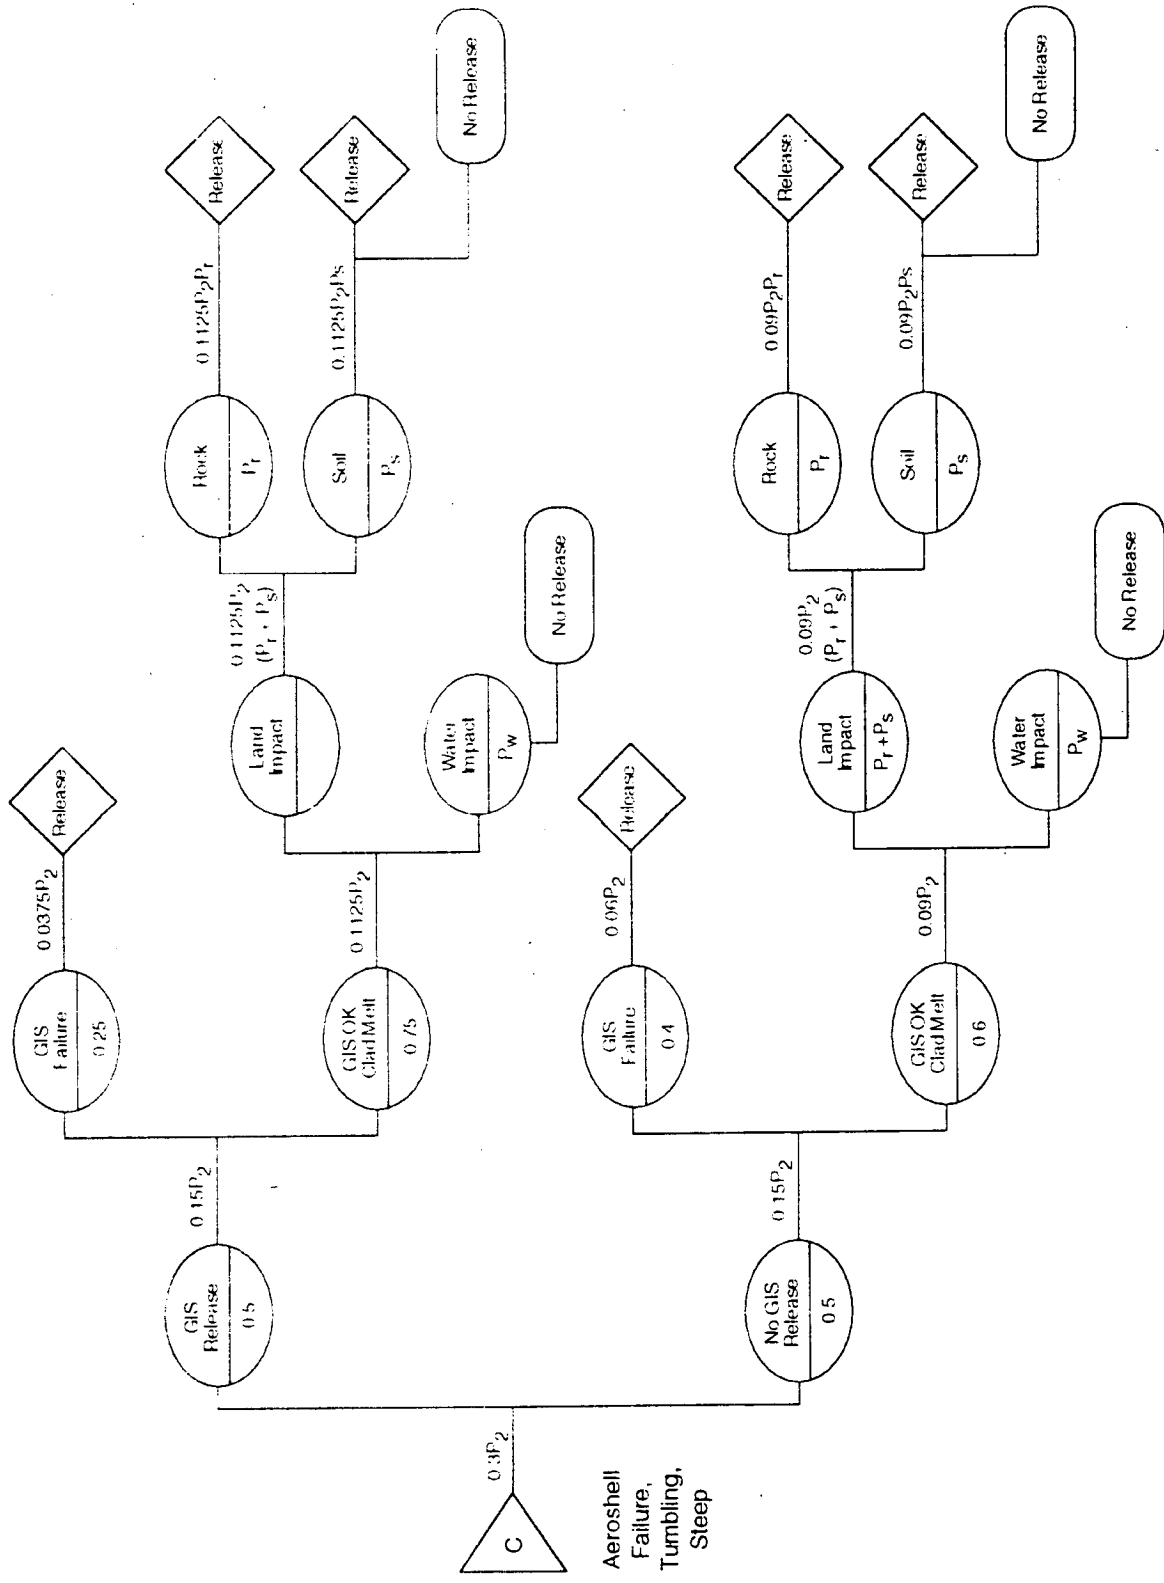 C
Aeroshell
Failure,
Tumbling,
Steep
0.3P2
GIS
Release
0.5
0.15P2
GIS
Failure
0.25
0.0375P2
Release
GIS OK
Clad Melt
0.75
0.1125P2
Land
Impact
0.1125P2
(Pr + Ps)
Rock
Pr
0.1125P2Pr
Release
Soil
Ps
0.1125P2Ps
Release
No Release
Water
Impact
Pw
No Release
No GIS
Release
0.5
0.15P2
GIS
Failure
0.4
0.06P2
Release
GIS OK
Clad Melt
0.6
0.09P2
Land
Impact
Pr+Ps
0.09P2
(Pr + Ps)
Rock
Pr
0.09P2Pr
Release
Soil
Ps
0.09P2Ps
Release
No Release
Water
Impact
Pw
No Release